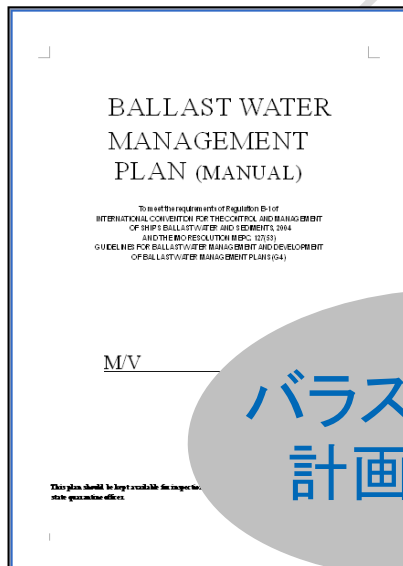 BALLAST WATER
MANAGEMENT
PLAN (MANUAL)
To meet the requirements of Regulation B-1 of
INTERNATIONAL CONVENTION FOR THE CONTROL AND MANAGEMENT
OF SHIPS BALLAST WATER AND SEDIMENTS, 2004
AND THE IMO RESOLUTION MEPC. 127(53)
GUIDELINES FOR BALLAST WATER MANAGEMENT AND DEVELOPMENT
OF BALLAST WATER MANAGEMENT PLANS (G4)
M/V
バラス
計画
This plan should be kept available for inspectio
state quarantine officer.